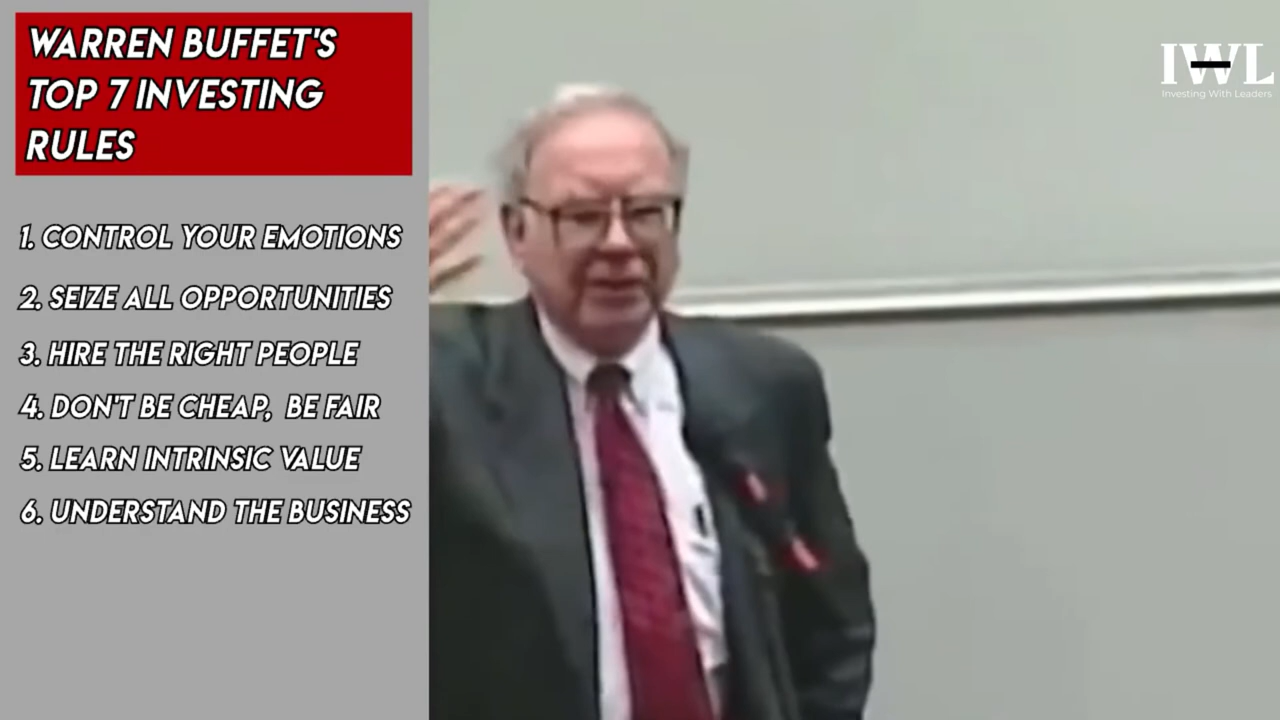 WARREN BUFFET'S
TOP 7 INVESTING
RULES
IWL
Investing With Leaders
1. CONTROL YOUR EMOTIONS
2. SEIZE ALL OPPORTUNITIES
3. HIRE THE RIGHT PEOPLE
4. DON'T BE CHEAP, BE FAIR
5. LEARN INTRINSIC VALUE
6. UNDERSTAND THE BUSINESS